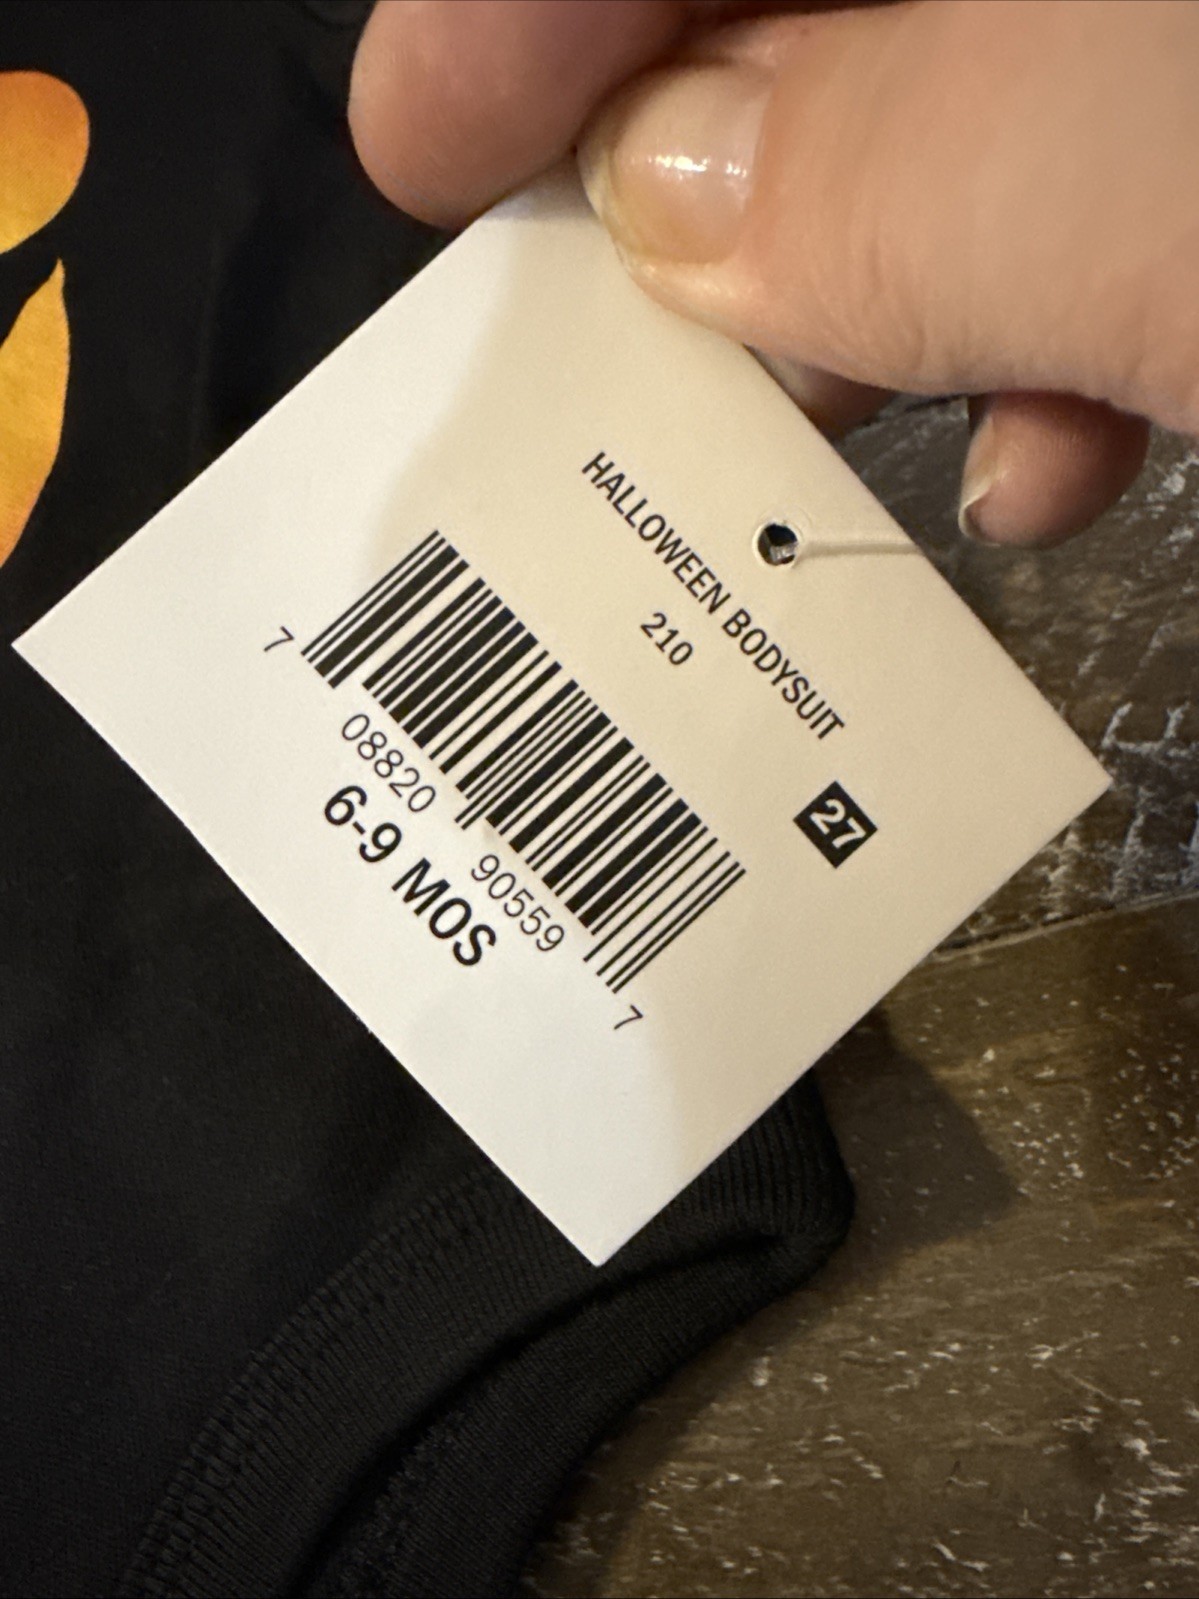 HALLOWEEN BODYSUIT
210
27
7 08820 90559 7
6-9 MOS